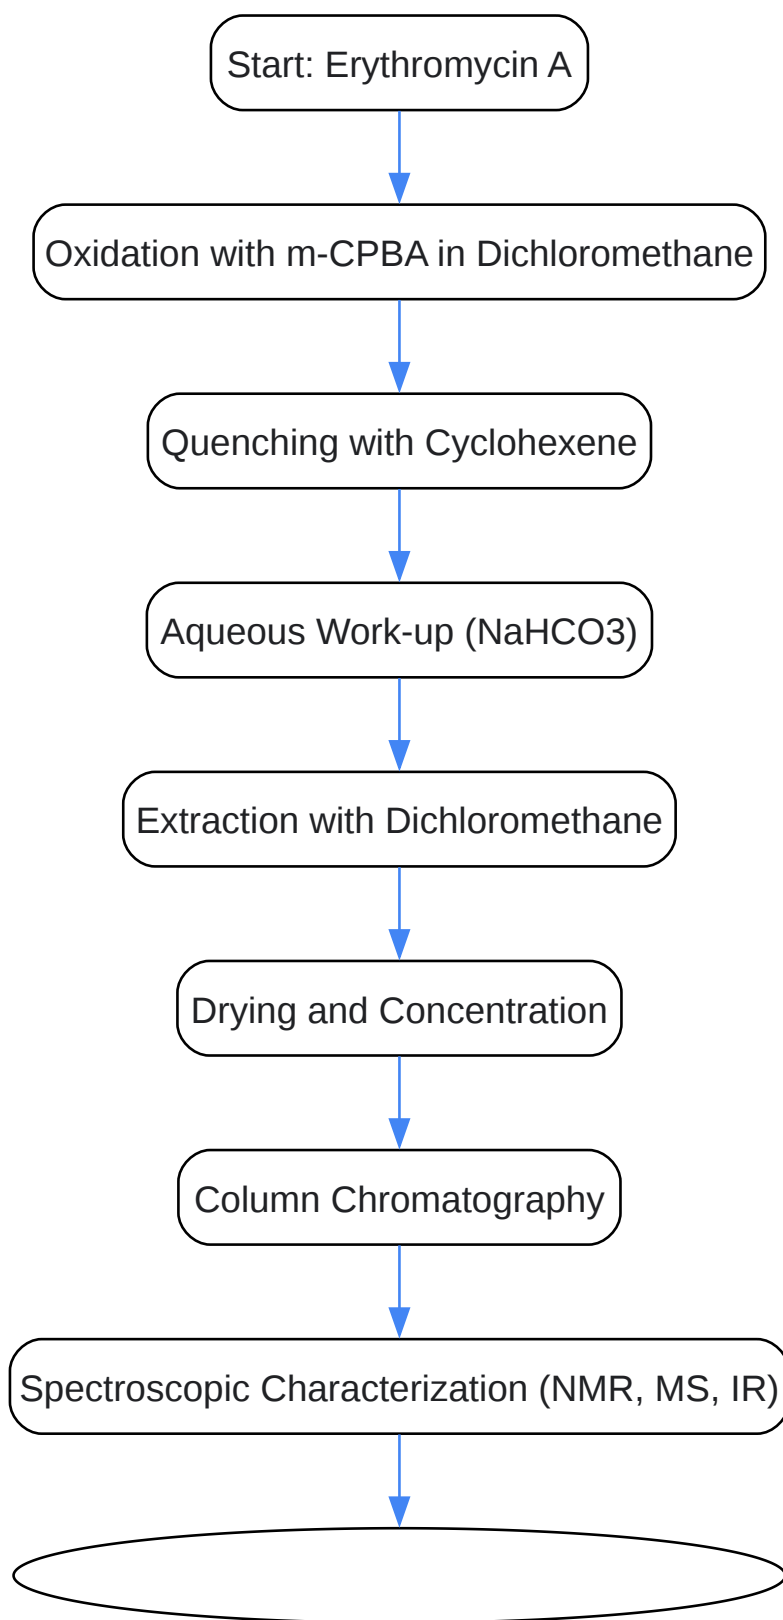 Start: Erythromycin A
Oxidation with m-CPBA in Dichloromethane
Quenching with Cyclohexene
Aqueous Work-up (NaHCO3)
Extraction with Dichloromethane
Drying and Concentration
Column Chromatography
Spectroscopic Characterization (NMR, MS, IR)